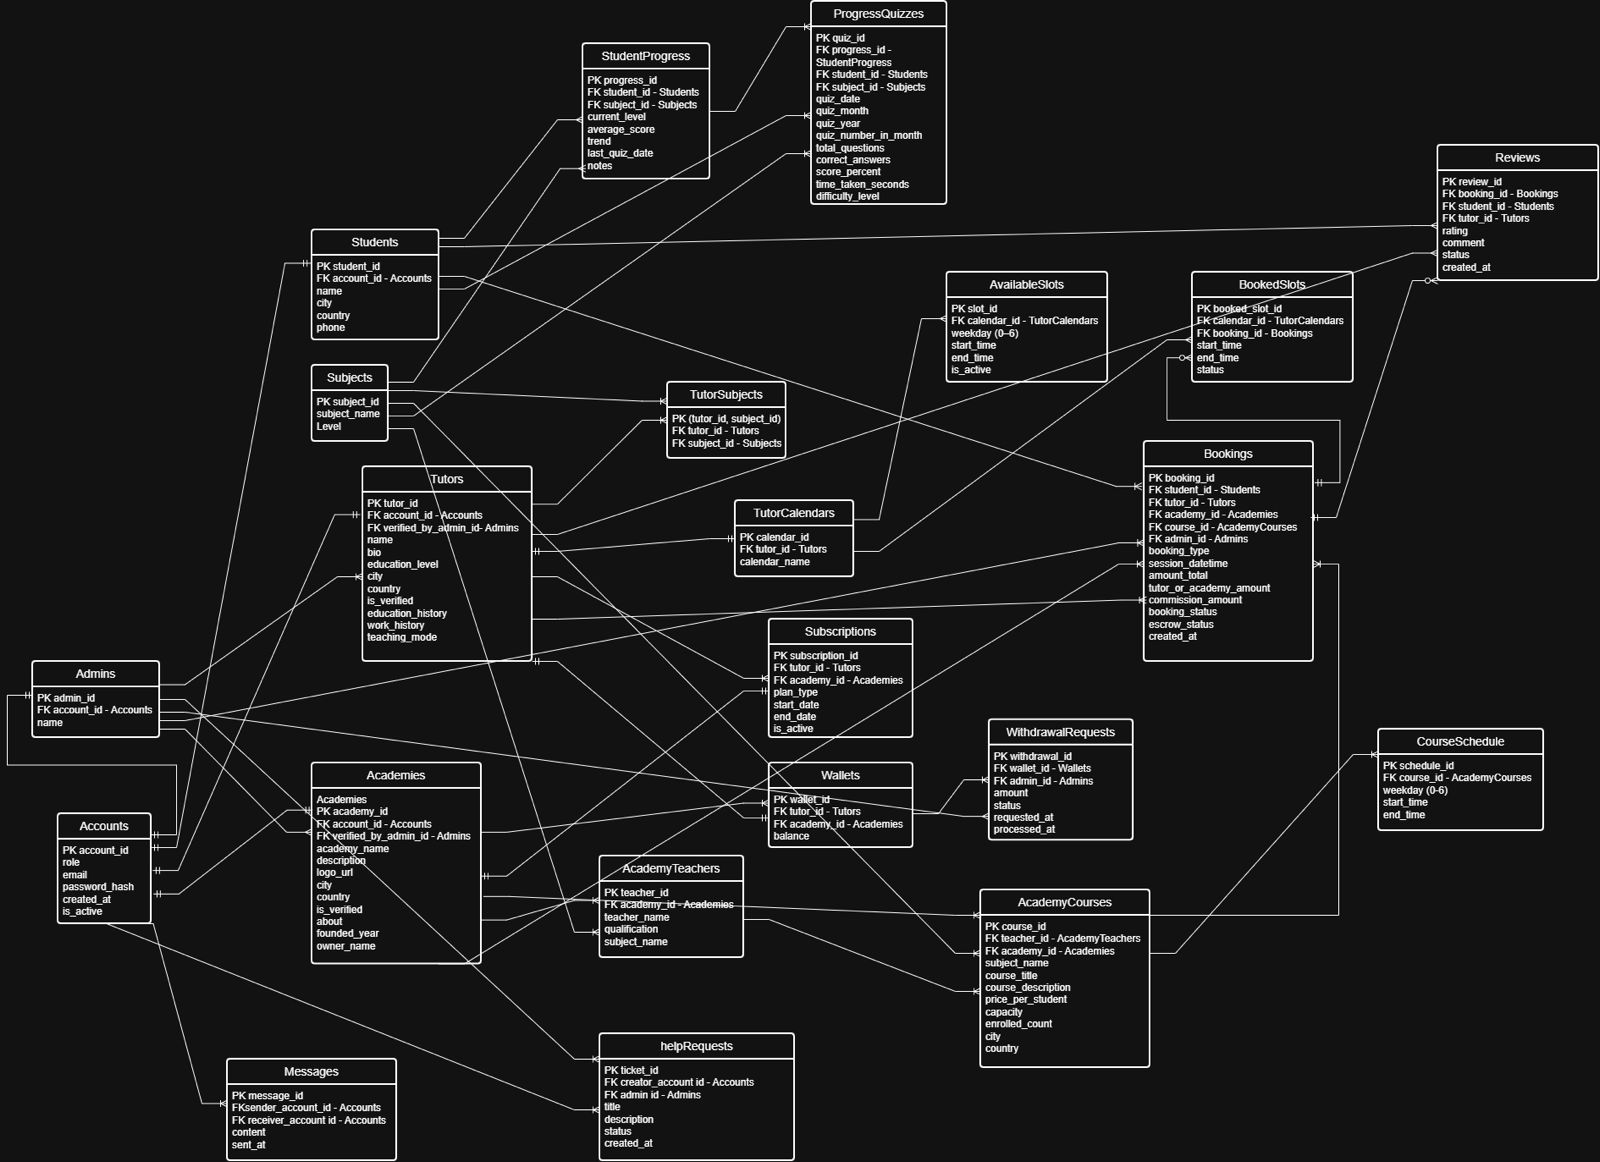 ProgressQuizzes
PK quiz_id
FK progress_id -
StudentProgress
FK student_id - Students
FK subject_id - Subjects
quiz_date
quiz_month
quiz_year
quiz_number_in_month
total_questions
correct_answers
score_percent
time_taken_seconds
difficulty_level
StudentProgress
PK progress_id
FK student_id - Students
FK subject_id - Subjects
current_level
average_score
trend
last_quiz_date
notes
Reviews
PK review_id
FK booking_id - Bookings
FK student_id - Students
FK tutor_id - Tutors
rating
comment
status
created_at
Students
PK student_id
FK account_id - Accounts
name
city
country
phone
AvailableSlots
PK slot_id
FK calendar_id - TutorCalendars
weekday (0–6)
start_time
end_time
is_active
BookedSlots
PK booked_slot_id
FK calendar_id - TutorCalendars
FK booking_id - Bookings
start_time
end_time
status
Subjects
PK subject_id
subject_name
Level
TutorSubjects
PK (tutor_id, subject_id)
FK tutor_id - Tutors
FK subject_id - Subjects
Bookings
PK booking_id
FK student_id - Students
FK tutor_id - Tutors
FK academy_id - Academies
FK course_id - AcademyCourses
FK admin_id - Admins
booking_type
session_datetime
amount_total
tutor_or_academy_amount
commission_amount
booking_status
escrow_status
created_at
Tutors
PK tutor_id
FK account_id - Accounts
FK verified_by_admin_id- Admins
name
bio
education_level
city
country
is_verified
education_history
work_history
teaching_mode
TutorCalendars
PK calendar_id
FK tutor_id - Tutors
calendar_name
Subscriptions
PK subscription_id
FK tutor_id - Tutors
FK academy_id - Academies
plan_type
start_date
end_date
is_active
Admins
PK admin_id
FK account_id - Accounts
name
WithdrawalRequests
PK withdrawal_id
FK wallet_id - Wallets
FK admin_id - Admins
amount
status
requested_at
processed_at
CourseSchedule
PK schedule_id
FK course_id - AcademyCourses
weekday (0-6)
start_time
end_time
Academies
Academies
PK academy_id
FK account_id - Accounts
FK verified_by_admin_id - Admins
academy_name
description
logo_url
city
country
is_verified
about
founded_year
owner_name
Wallets
PK wallet_id
FK tutor_id - Tutors
FK academy_id - Academies
balance
Accounts
PK account_id
role
email
password_hash
created_at
is_active
AcademyTeachers
PK teacher_id
FK academy_id - Academies
teacher_name
qualification
subject_name
AcademyCourses
PK course_id
FK teacher_id - AcademyTeachers
FK academy_id - Academies
subject_name
course_title
course_description
price_per_student
capacity
enrolled_count
city
country
helpRequests
PK ticket_id
FK creator_account id - Accounts
FK admin id - Admins
title
description
status
created_at
Messages
PK message_id
FKsender_account_id - Accounts
FK receiver_account id - Accounts
content
sent_at